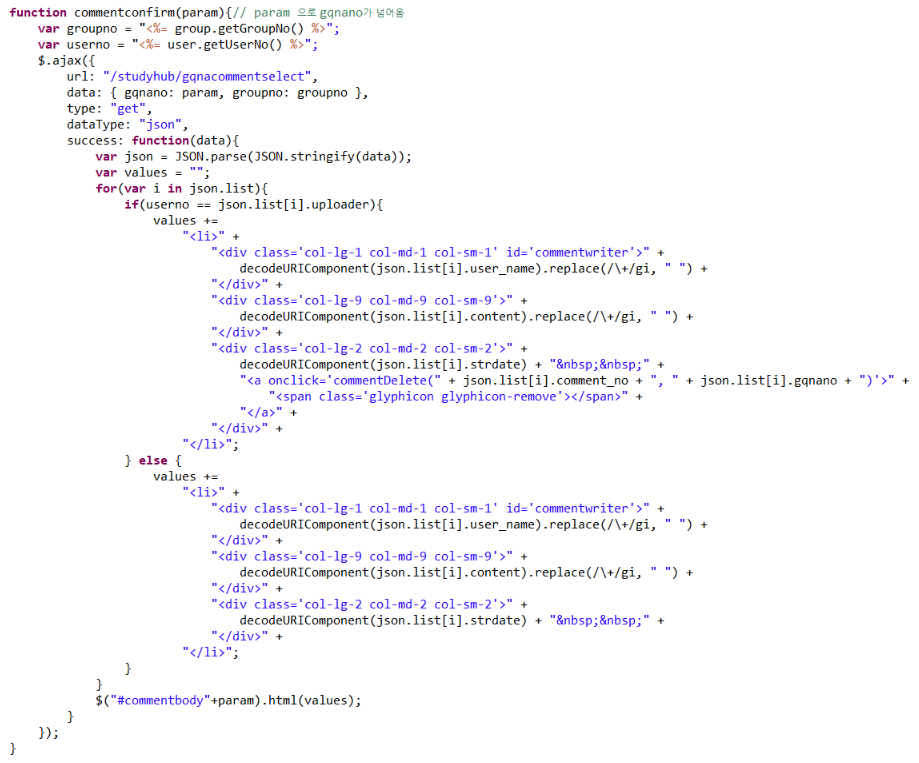 function commentconfirm(param){// param 으로 gqnano가 넘어옴
    var groupno = "<%= group.getGroupNo() %>";
    var userno = "<%= user.getUserNo() %>";
    $.ajax({
        url: "/studyhub/gqnacommentselect",
        data: { gqnano: param, groupno: groupno },
        type: "get",
        dataType: "json",
        success: function(data){
            var json = JSON.parse(JSON.stringify(data));
            var values = "";
            for(var i in json.list){
                if(userno == json.list[i].uploader){
                    values +=
                        "<li>" +
                            "<div class='col-lg-1 col-md-1 col-sm-1' id='commentwriter'>" +
                                decodeURIComponent(json.list[i].user_name).replace(/\+/gi, " ") +
                            "</div>" +
                            "<div class='col-lg-9 col-md-9 col-sm-9'>" +
                                decodeURIComponent(json.list[i].content).replace(/\+/gi, " ") +
                            "</div>" +
                            "<div class='col-lg-2 col-md-2 col-sm-2'>" +
                                decodeURIComponent(json.list[i].strdate) + "&nbsp;&nbsp;" +
                                "<a onclick='commentDelete(" + json.list[i].comment_no + ", " + json.list[i].gqnano + ")'>" +
                                    "<span class='glyphicon glyphicon-remove'></span>" +
                                "</a>" +
                            "</div>" +
                        "</li>";
                } else {
                    values +=
                        "<li>" +
                            "<div class='col-lg-1 col-md-1 col-sm-1' id='commentwriter'>" +
                                decodeURIComponent(json.list[i].user_name).replace(/\+/gi, " ") +
                            "</div>" +
                            "<div class='col-lg-9 col-md-9 col-sm-9'>" +
                                decodeURIComponent(json.list[i].content).replace(/\+/gi, " ") +
                            "</div>" +
                            "<div class='col-lg-2 col-md-2 col-sm-2'>" +
                                decodeURIComponent(json.list[i].strdate) + "&nbsp;&nbsp;" +
                            "</div>" +
                        "</li>";
                }
            }
            $("#commentbody"+param).html(values);
        }
    });
}